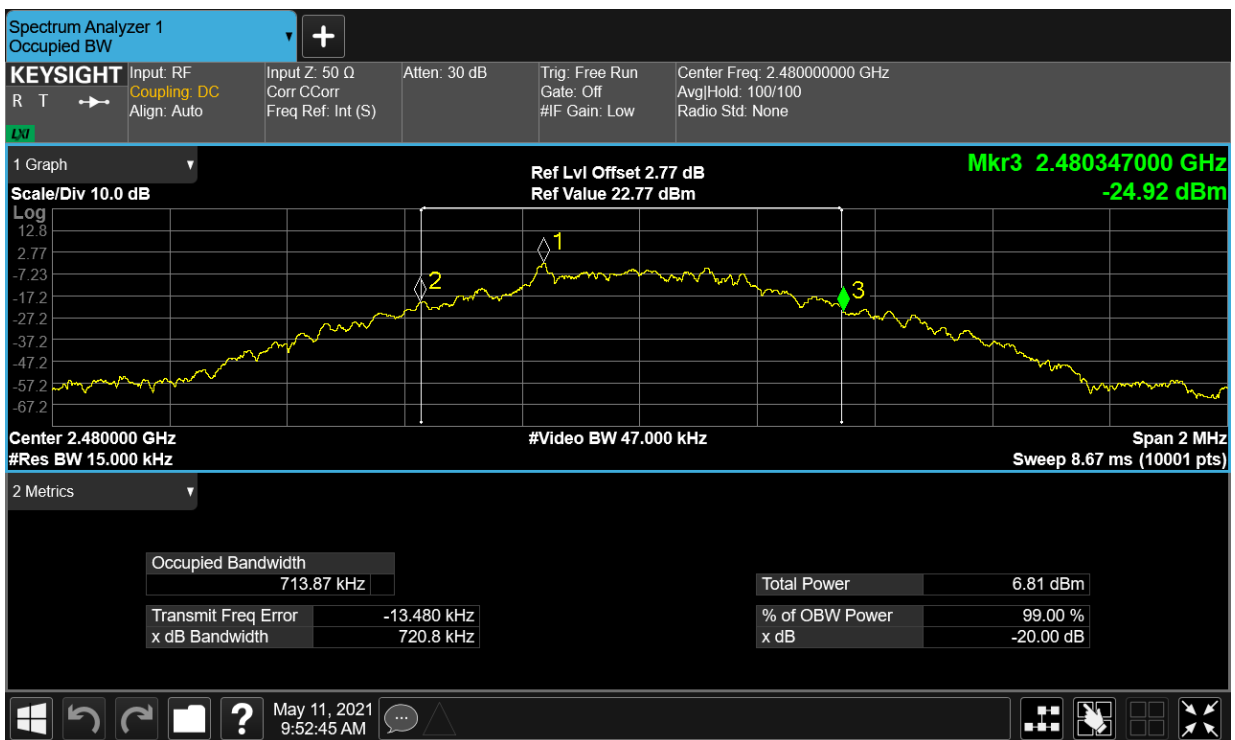 Spectrum Analyzer 1
Occupied BW
KEYSIGHT
R T
LXI
Input: RF
Coupling: DC
Align: Auto
Input Z: 50 Ω
Corr CCorr
Freq Ref: Int (S)
Atten: 30 dB
Trig: Free Run
Gate: Off
#IF Gain: Low
Center Freq: 2.480000000 GHz
Avg|Hold: 100/100
Radio Std: None
1 Graph
Scale/Div 10.0 dB
Ref Lvl Offset 2.77 dB
Ref Value 22.77 dBm
Mkr3 2.480347000 GHz
-24.92 dBm
Log
12.8
2.77
-7.23
-17.2
-27.2
-37.2
-47.2
-57.2
-67.2
1
2
3
Center 2.480000 GHz
#Res BW 15.000 kHz
#Video BW 47.000 kHz
Span 2 MHz
Sweep 8.67 ms (10001 pts)
2 Metrics
Occupied Bandwidth
713.87 kHz
Transmit Freq Error -13.480 kHz
x dB Bandwidth 720.8 kHz
Total Power 6.81 dBm
% of OBW Power 99.00 %
x dB -20.00 dB
?
May 11, 2021
9:52:45 AM